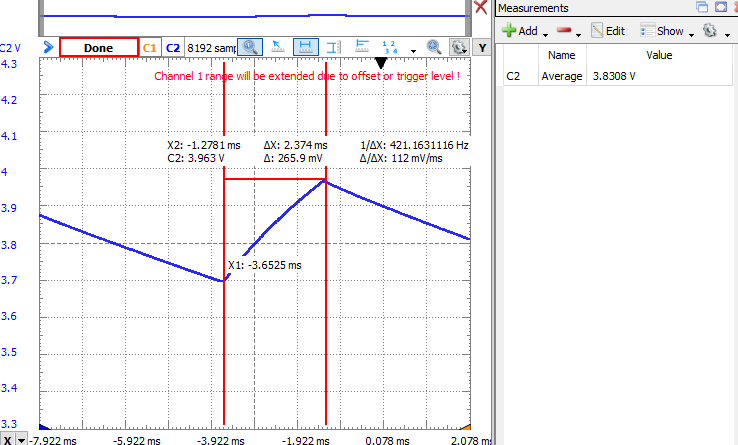 Measurements
C2 V
Done
C1
C2
8192 samp
Y
Add
Edit
Show
Name
Value
C2
Average
3.8308 V
Channel 1 range will be extended due to offset or trigger level !
X2: -1.2781 ms
ΔX: 2.374 ms
1/ΔX: 421.1631116 Hz
C2: 3.963 V
Δ: 265.9 mV
Δ/ΔX: 112 mV/ms
X1: -3.6525 ms
4.3
4.2
4.1
4
3.9
3.8
3.7
3.6
3.5
3.4
3.3
X
-7.922 ms
-5.922 ms
-3.922 ms
-1.922 ms
0.078 ms
2.078 ms